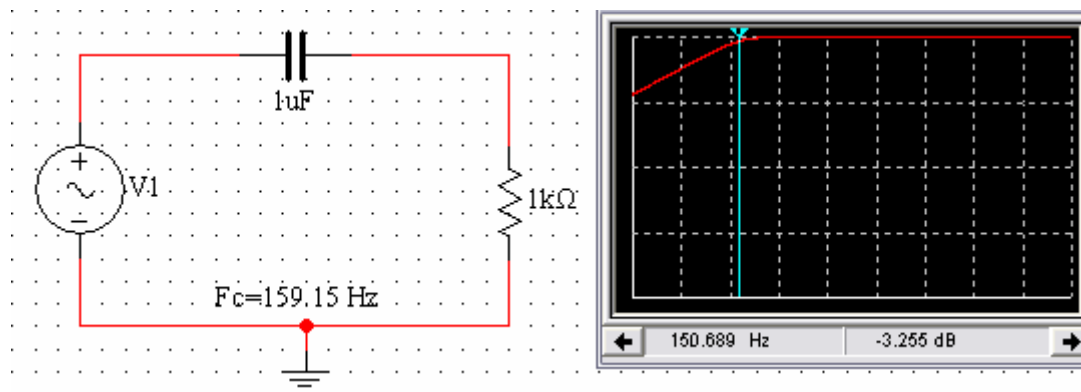 1uF
+
V1
−
1kΩ
Fc=159.15 Hz
150.689 Hz
-3.255 dB